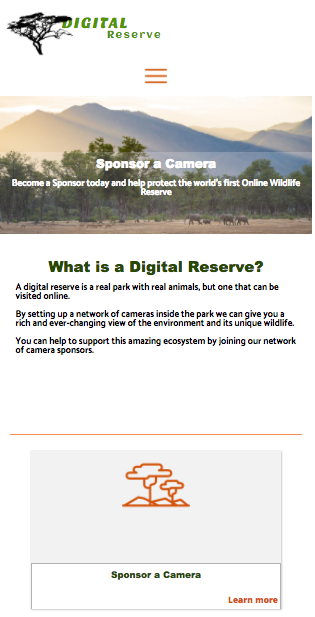 DIGITAL
Reserve
Sponsor a Camera
Become a Sponsor today and help protect the world's first Online Wildlife
Reserve
What is a Digital Reserve?
A digital reserve is a real park with real animals, but one that can be
visited online.
By setting up a network of cameras inside the park we can give you a
rich and ever-changing view of the environment and its unique wildlife.
You can help to support this amazing ecosystem by joining our network
of camera sponsors.
Sponsor a Camera
Learn more